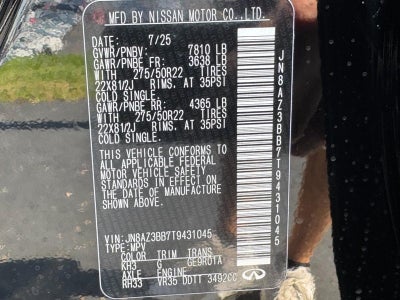 MFD BY NISSAN MOTOR CO.,LTD.
DATE: 7/25
GVWR/PNBV: 7810 LB
GAWR/PNBE FR: 3638 LB
WITH 275/50R22 TIRES
22X81/2J RIMS. AT 35PSI
COLD SINGLE.
GAWR/PNBE RR: 4365 LB
WITH 275/50R22 TIRES
22X81/2J RIMS. AT 35PSI
COLD SINGLE.
THIS VEHICLE CONFORMS TO
ALL APPLICABLE FEDERAL
MOTOR VEHICLE SAFETY
STANDARDS IN EFFECT ON
THE DATE OF MANUFACTURE
SHOWN ABOVE
VIN:JN8AZ3BB7T9431045
TYPE:MPV
COLOR TRIM TRANS
KH3 G GE9R01A
AXLE ENGINE
RH33 VR35 DDTT 3492CC
JN8AZ3BB7T9431045